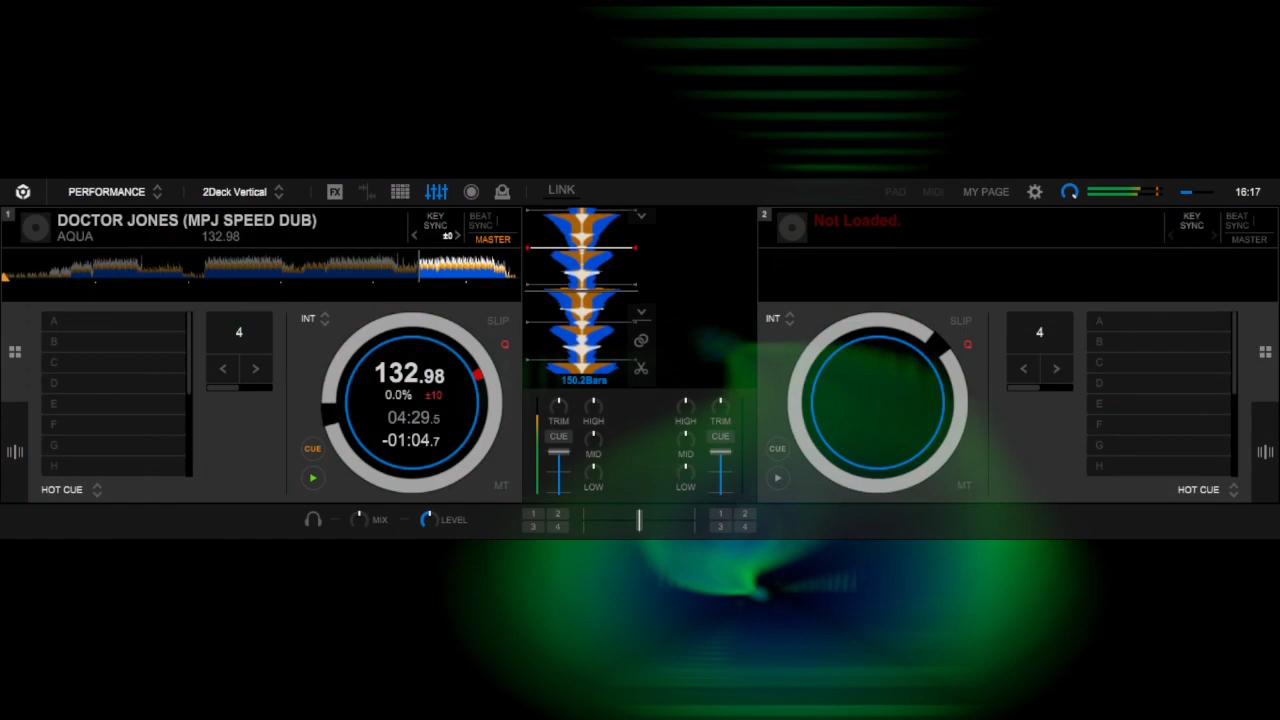 PERFORMANCE 2Deck Vertical FX LINK PAD MIDI MY PAGE 16:17
1 DOCTOR JONES (MPJ SPEED DUB) KEY SYNC BEAT SYNC
AQUA 132.98 ±0 MASTER
2 Not Loaded. KEY SYNC BEAT SYNC
MASTER
A
B
C
D
E
F
G
H
HOT CUE
4
INT
SLIP
Q
132.98
0.0% ±10
04:29.5
-01:04.7
CUE
MT
150.2Bars
TRIM HIGH HIGH TRIM
CUE MID MID CUE
LOW LOW
INT
SLIP
Q
CUE
MT
4
A
B
C
D
E
F
G
H
HOT CUE
MIX LEVEL
1 2 1 2
3 4 3 4